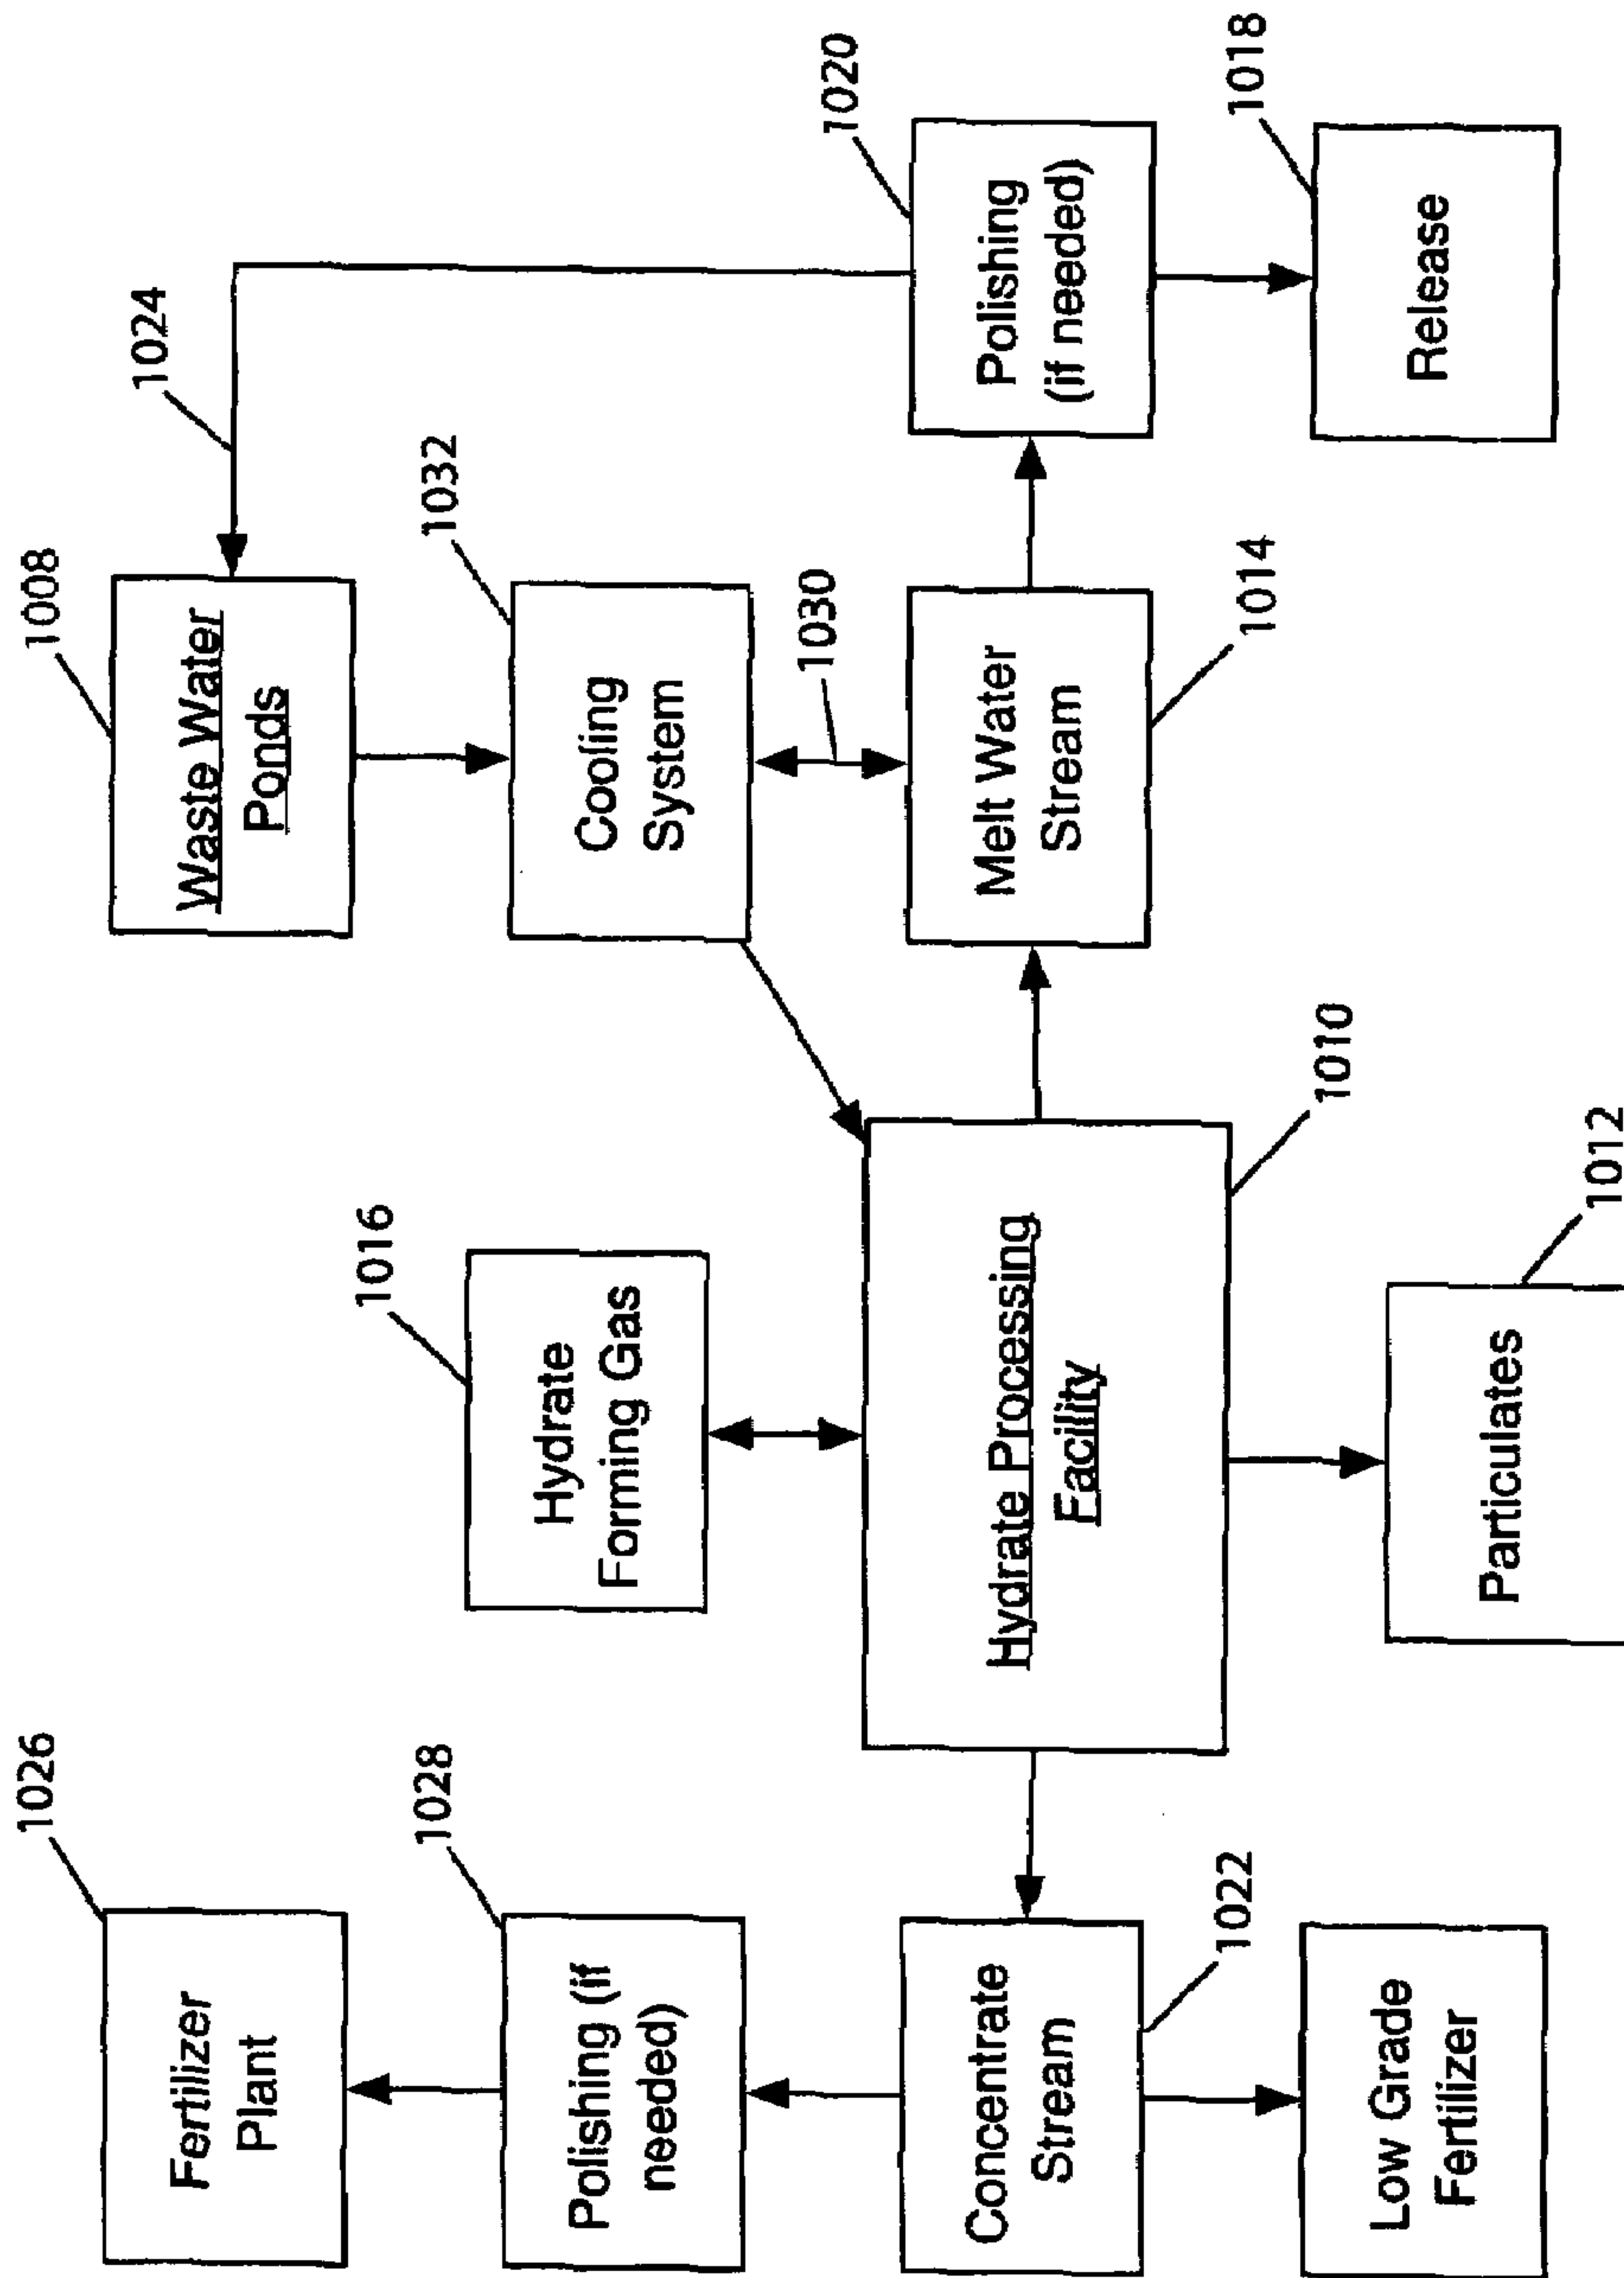 1026
Fertilizer
Plant
1028
Polishing (if
needed)
Concentrate
Stream
1022
Low Grade
Fertilizer
1016
Hydrate
Forming Gas
Hydrate Processing
Facility
1010
Particulates
1012
1008
Waste Water
Ponds
1024
1032
Cooling
System
1030
Melt Water
Stream
1014
1020
Polishing
(if needed)
1018
Release